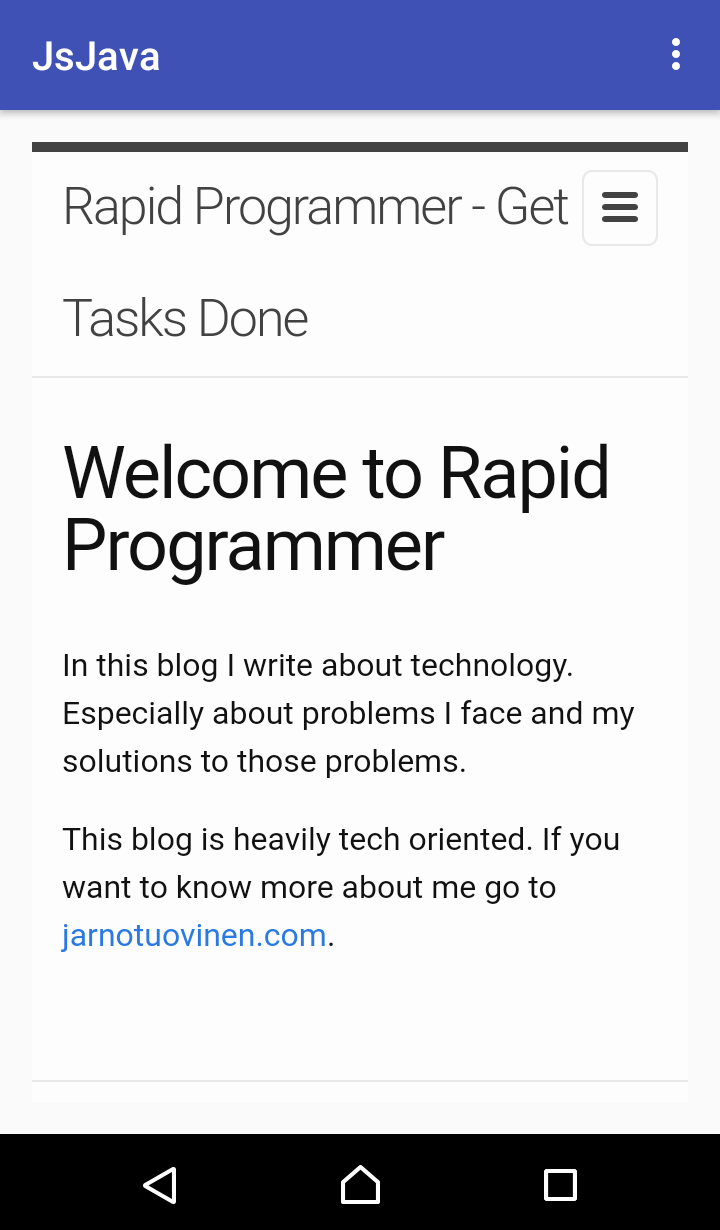 JsJava
Rapid Programmer - Get
Tasks Done
Welcome to Rapid
Programmer
In this blog I write about technology.
Especially about problems I face and my
solutions to those problems.
This blog is heavily tech oriented. If you
want to know more about me go to
jarnotuovinen.com.